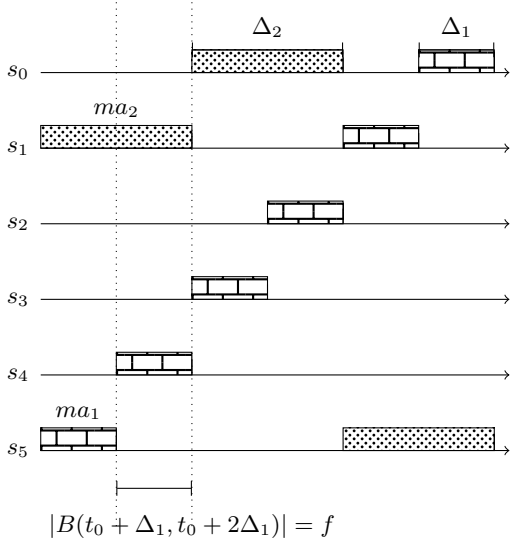 Δ₂ Δ₁
s₀
ma₂
s₁
s₂
s₃
s₄
ma₁
s₅
|B(t₀ + Δ₁, t₀ + 2Δ₁)| = f